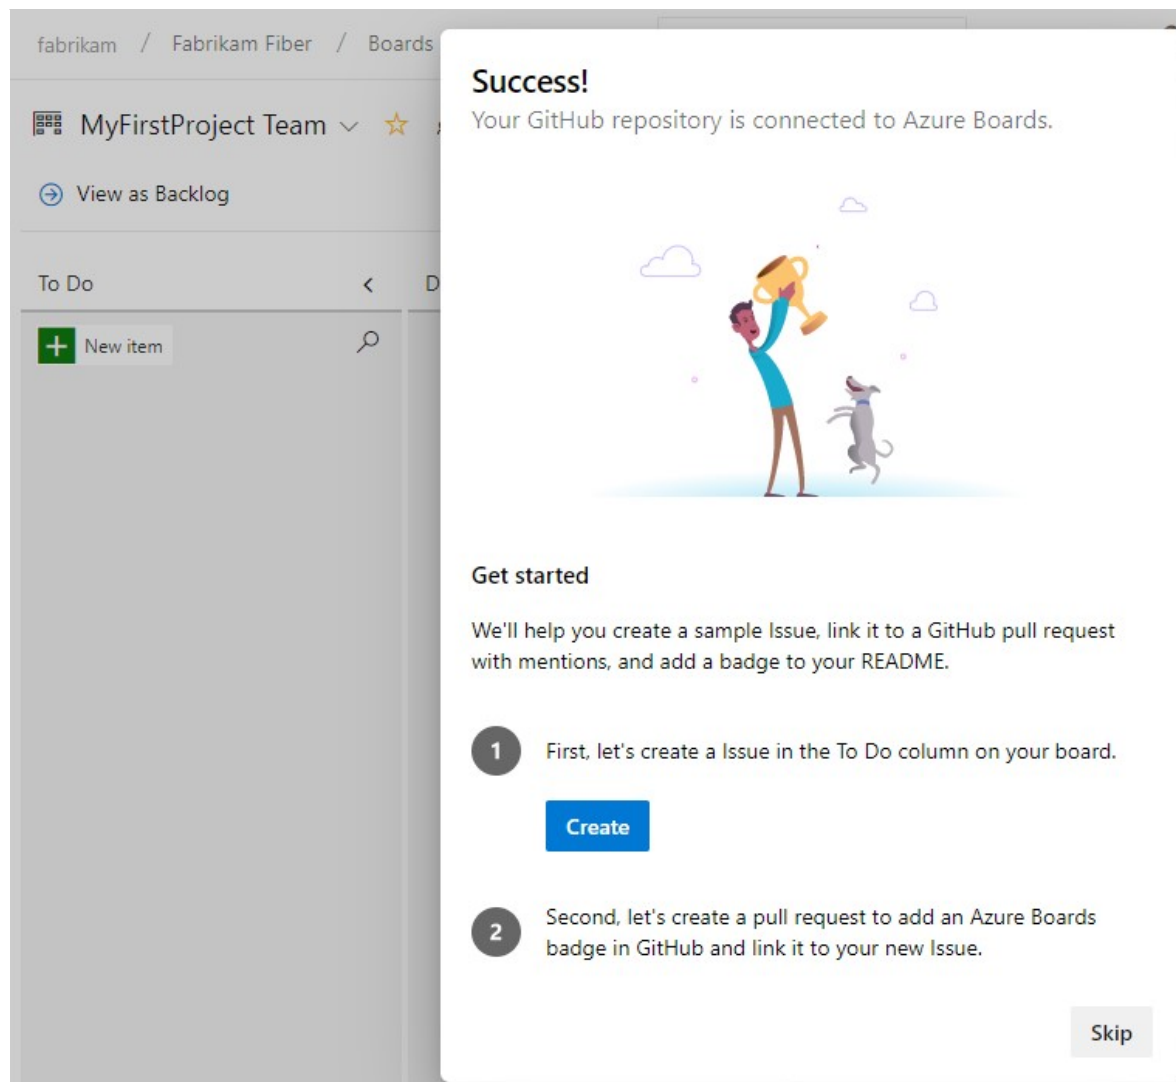 fabrikam / Fabrikam Fiber / Boards
MyFirstProject Team
View as Backlog
To Do
New item
Success!
Your GitHub repository is connected to Azure Boards.
Get started
We'll help you create a sample Issue, link it to a GitHub pull request
with mentions, and add a badge to your README.
1 First, let's create a Issue in the To Do column on your board.
Create
2 Second, let's create a pull request to add an Azure Boards
badge in GitHub and link it to your new Issue.
Skip